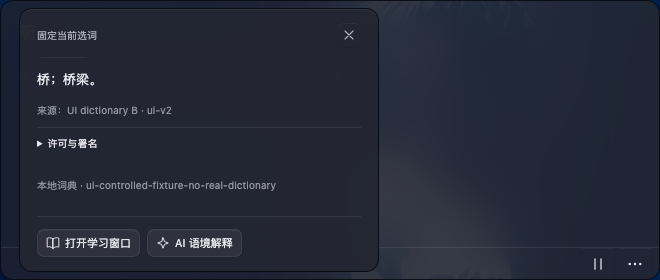 固定当前选词
桥；桥梁。
来源：UI dictionary B · ui-v2
许可与署名
本地词典 · ui-controlled-fixture-no-real-dictionary
打开学习窗口
AI 语境解释